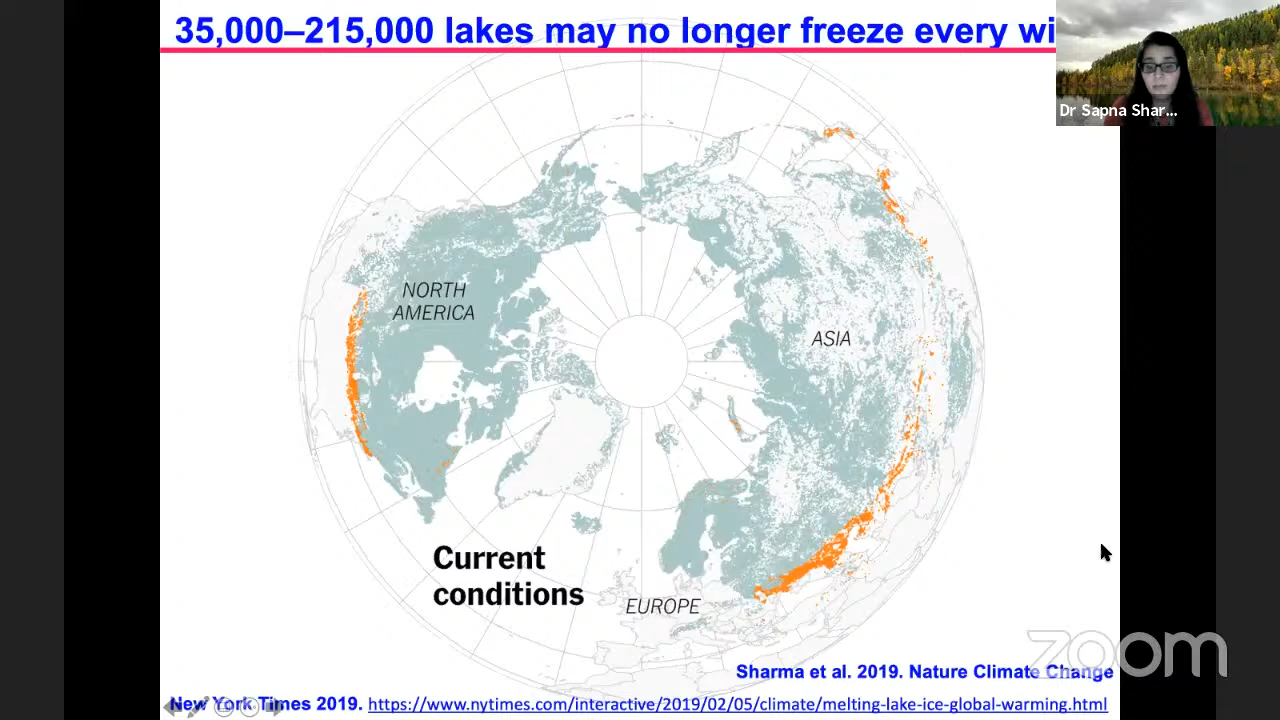 35,000–215,000 lakes may no longer freeze every wi
Dr Sapna Shar...
NORTH
AMERICA
ASIA
Current
conditions
EUROPE
zoom
Sharma et al. 2019. Nature Climate Change
New York Times 2019. https://www.nytimes.com/interactive/2019/02/05/climate/melting-lake-ice-global-warming.html